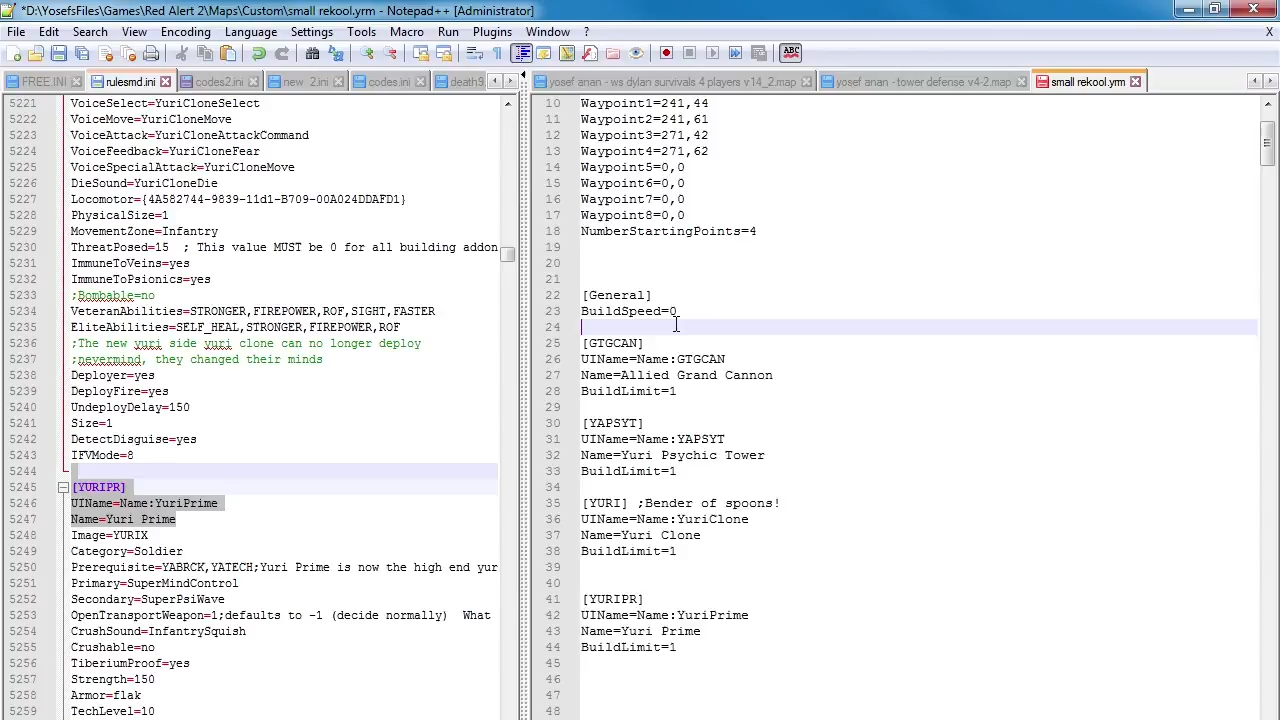 *D:\YosefsFiles\Games\Red Alert 2\Maps\Custom\small rekool.yrm - Notepad++ [Administrator]
File Edit Search View Encoding Language Settings Tools Macro Run Plugins Window ? X
ABC
FREE.INI rulesmd.ini codes2.ini new 2.ini codes.ini death9. yosef anan - ws dylan survivals 4 players v14_2.map yosef anan - tower defense v4-2.map small rekool.yrm
5221 VoiceSelect=YuriCloneSelect
5222 VoiceMove=YuriCloneMove
5223 VoiceAttack=YuriCloneAttackCommand
5224 VoiceFeedback=YuriCloneFear
5225 VoiceSpecialAttack=YuriCloneMove
5226 DieSound=YuriCloneDie
5227 Locomotor={4A582744-9839-11d1-B709-00A024DDAFD1}
5228 PhysicalSize=1
5229 MovementZone=Infantry
5230 ThreatPosed=15 ; This value MUST be 0 for all building addon
5231 ImmuneToVeins=yes
5232 ImmuneToPsionics=yes
5233 ;Bombable=no
5234 VeteranAbilities=STRONGER,FIREPOWER,ROF,SIGHT,FASTER
5235 EliteAbilities=SELF_HEAL,STRONGER,FIREPOWER,ROF
5236 ;The new yuri side yuri clone can no longer deploy
5237 ;nevermind, they changed their minds
5238 Deployer=yes
5239 DeployFire=yes
5240 UndeployDelay=150
5241 Size=1
5242 DetectDisguise=yes
5243 IFVMode=8
5244
5245 [YURIPR]
5246 UIName=Name:YuriPrime
5247 Name=Yuri Prime
5248 Image=YURIX
5249 Category=Soldier
5250 Prerequisite=YABRCK,YATECH;Yuri Prime is now the high end yur
5251 Primary=SuperMindControl
5252 Secondary=SuperPsiWave
5253 OpenTransportWeapon=1;defaults to -1 (decide normally) What
5254 CrushSound=InfantrySquish
5255 Crushable=no
5256 TiberiumProof=yes
5257 Strength=150
5258 Armor=flak
5259 TechLevel=10
10 Waypoint1=241,44
11 Waypoint2=241,61
12 Waypoint3=271,42
13 Waypoint4=271,62
14 Waypoint5=0,0
15 Waypoint6=0,0
16 Waypoint7=0,0
17 Waypoint8=0,0
18 NumberStartingPoints=4
19
20
21
22 [General]
23 BuildSpeed=0
24
25 [GTGCAN]
26 UIName=Name:GTGCAN
27 Name=Allied Grand Cannon
28 BuildLimit=1
29
30 [YAPSYT]
31 UIName=Name:YAPSYT
32 Name=Yuri Psychic Tower
33 BuildLimit=1
34
35 [YURI] ;Bender of spoons!
36 UIName=Name:YuriClone
37 Name=Yuri Clone
38 BuildLimit=1
39
40
41 [YURIPR]
42 UIName=Name:YuriPrime
43 Name=Yuri Prime
44 BuildLimit=1
45
46
47
48